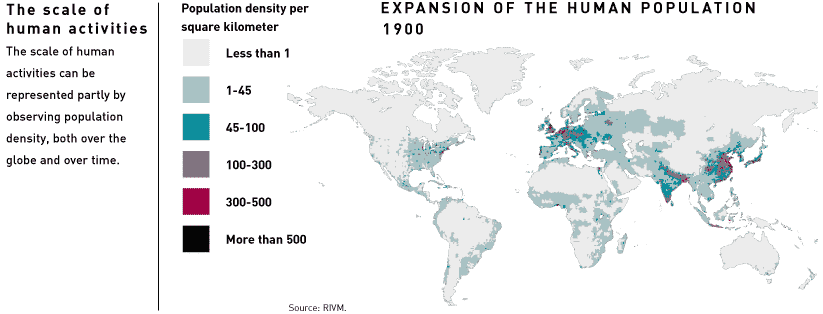 The scale of
human activities
The scale of human
activities can be
represented partly by
observing population
density, both over the
globe and over time.
Population density per
square kilometer
Less than 1
1-45
45-100
100-300
300-500
More than 500
EXPANSION OF THE HUMAN POPULATION
1900
Source: RIVM.